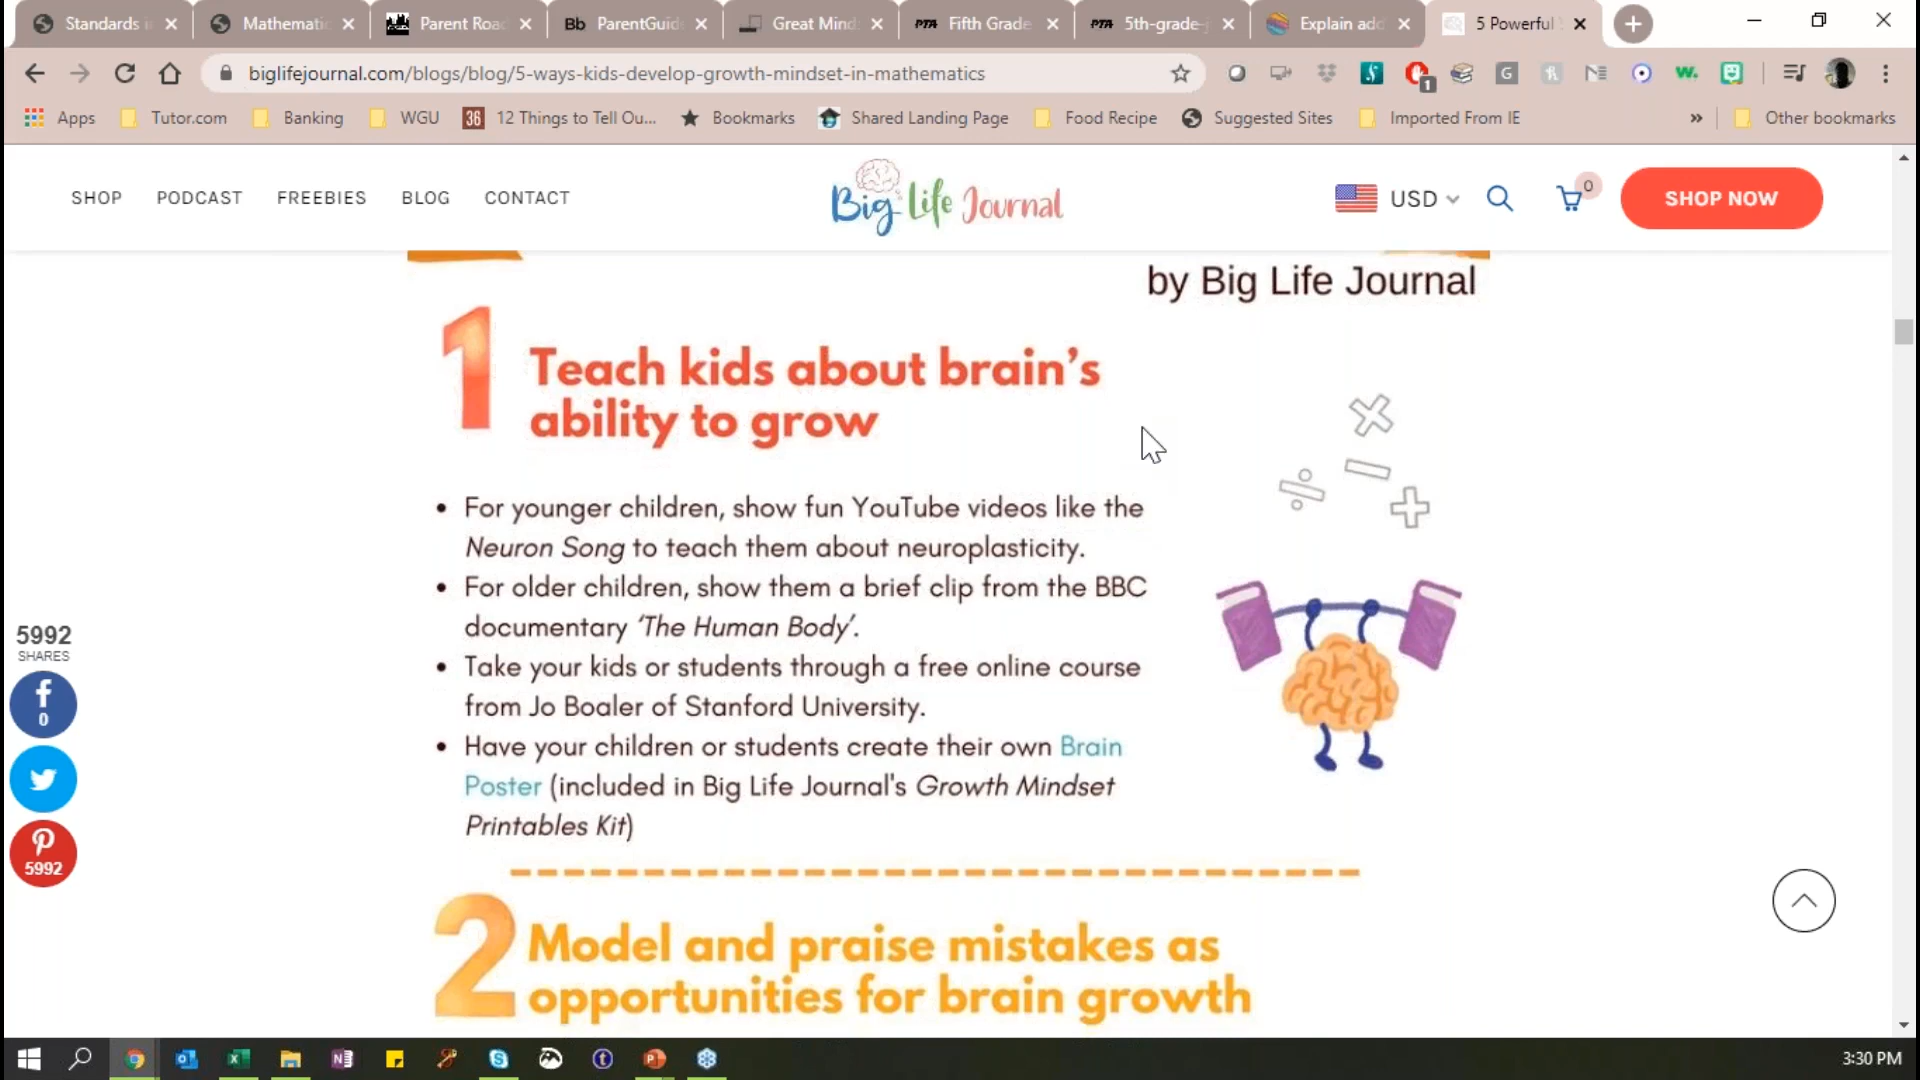 Standards i
Mathemati
Parent Roa
Bb ParentGuid
Great Mind
PTA Fifth Grade
PTA 5th-grade-
Explain add
5 Powerful
biglifejournal.com/blogs/blog/5-ways-kids-develop-growth-mindset-in-mathematics
1
G
N
w.
Apps
Tutor.com
Banking
WGU
36 12 Things to Tell Ou...
Bookmarks
Shared Landing Page
Food Recipe
Suggested Sites
Imported From IE
»
Other bookmarks
SHOP PODCAST FREEBIES BLOG CONTACT
Big Life Journal
USD
0
SHOP NOW
by Big Life Journal
1 Teach kids about brain's
ability to grow
• For younger children, show fun YouTube videos like the
Neuron Song to teach them about neuroplasticity.
• For older children, show them a brief clip from the BBC
documentary ‘The Human Body’.
• Take your kids or students through a free online course
from Jo Boaler of Stanford University.
• Have your children or students create their own Brain
Poster (included in Big Life Journal's Growth Mindset
Printables Kit)
5992
SHARES
0
5992
2 Model and praise mistakes as
opportunities for brain growth
3:30 PM